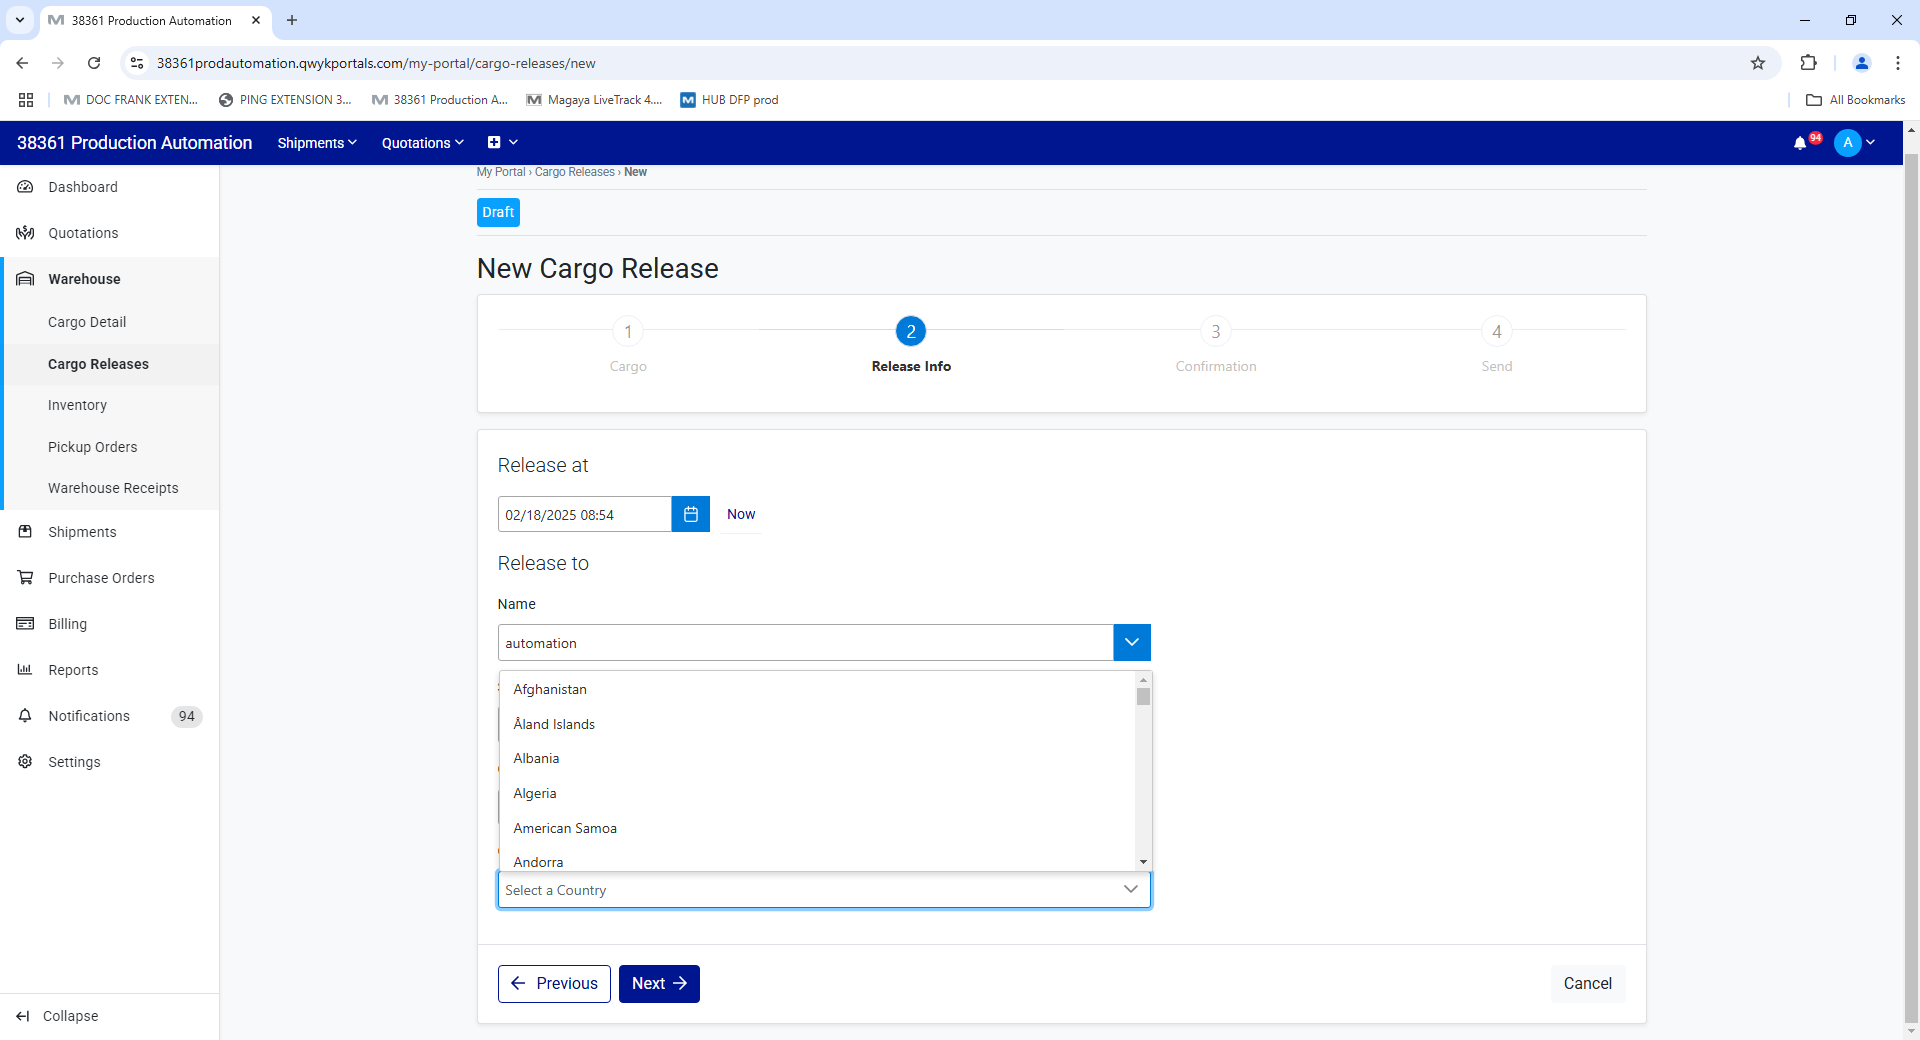 38361 Production Automation
38361prodautomation.qwykportals.com/my-portal/cargo-releases/new
DOC FRANK EXTEN...
PING EXTENSION 3...
38361 Production A...
Magaya LiveTrack 4....
HUB DFP prod
All Bookmarks
38361 Production Automation
Shipments
Quotations
94
A
Dashboard
Quotations
Warehouse
Cargo Detail
Cargo Releases
Inventory
Pickup Orders
Warehouse Receipts
Shipments
Purchase Orders
Billing
Reports
Notifications 94
Settings
Collapse
My Portal › Cargo Releases › New
Draft
New Cargo Release
1 Cargo
2 Release Info
3 Confirmation
4 Send
Release at
02/18/2025 08:54
Now
Release to
Name
automation
Afghanistan
Åland Islands
Albania
Algeria
American Samoa
Andorra
Select a Country
Previous
Next
Cancel